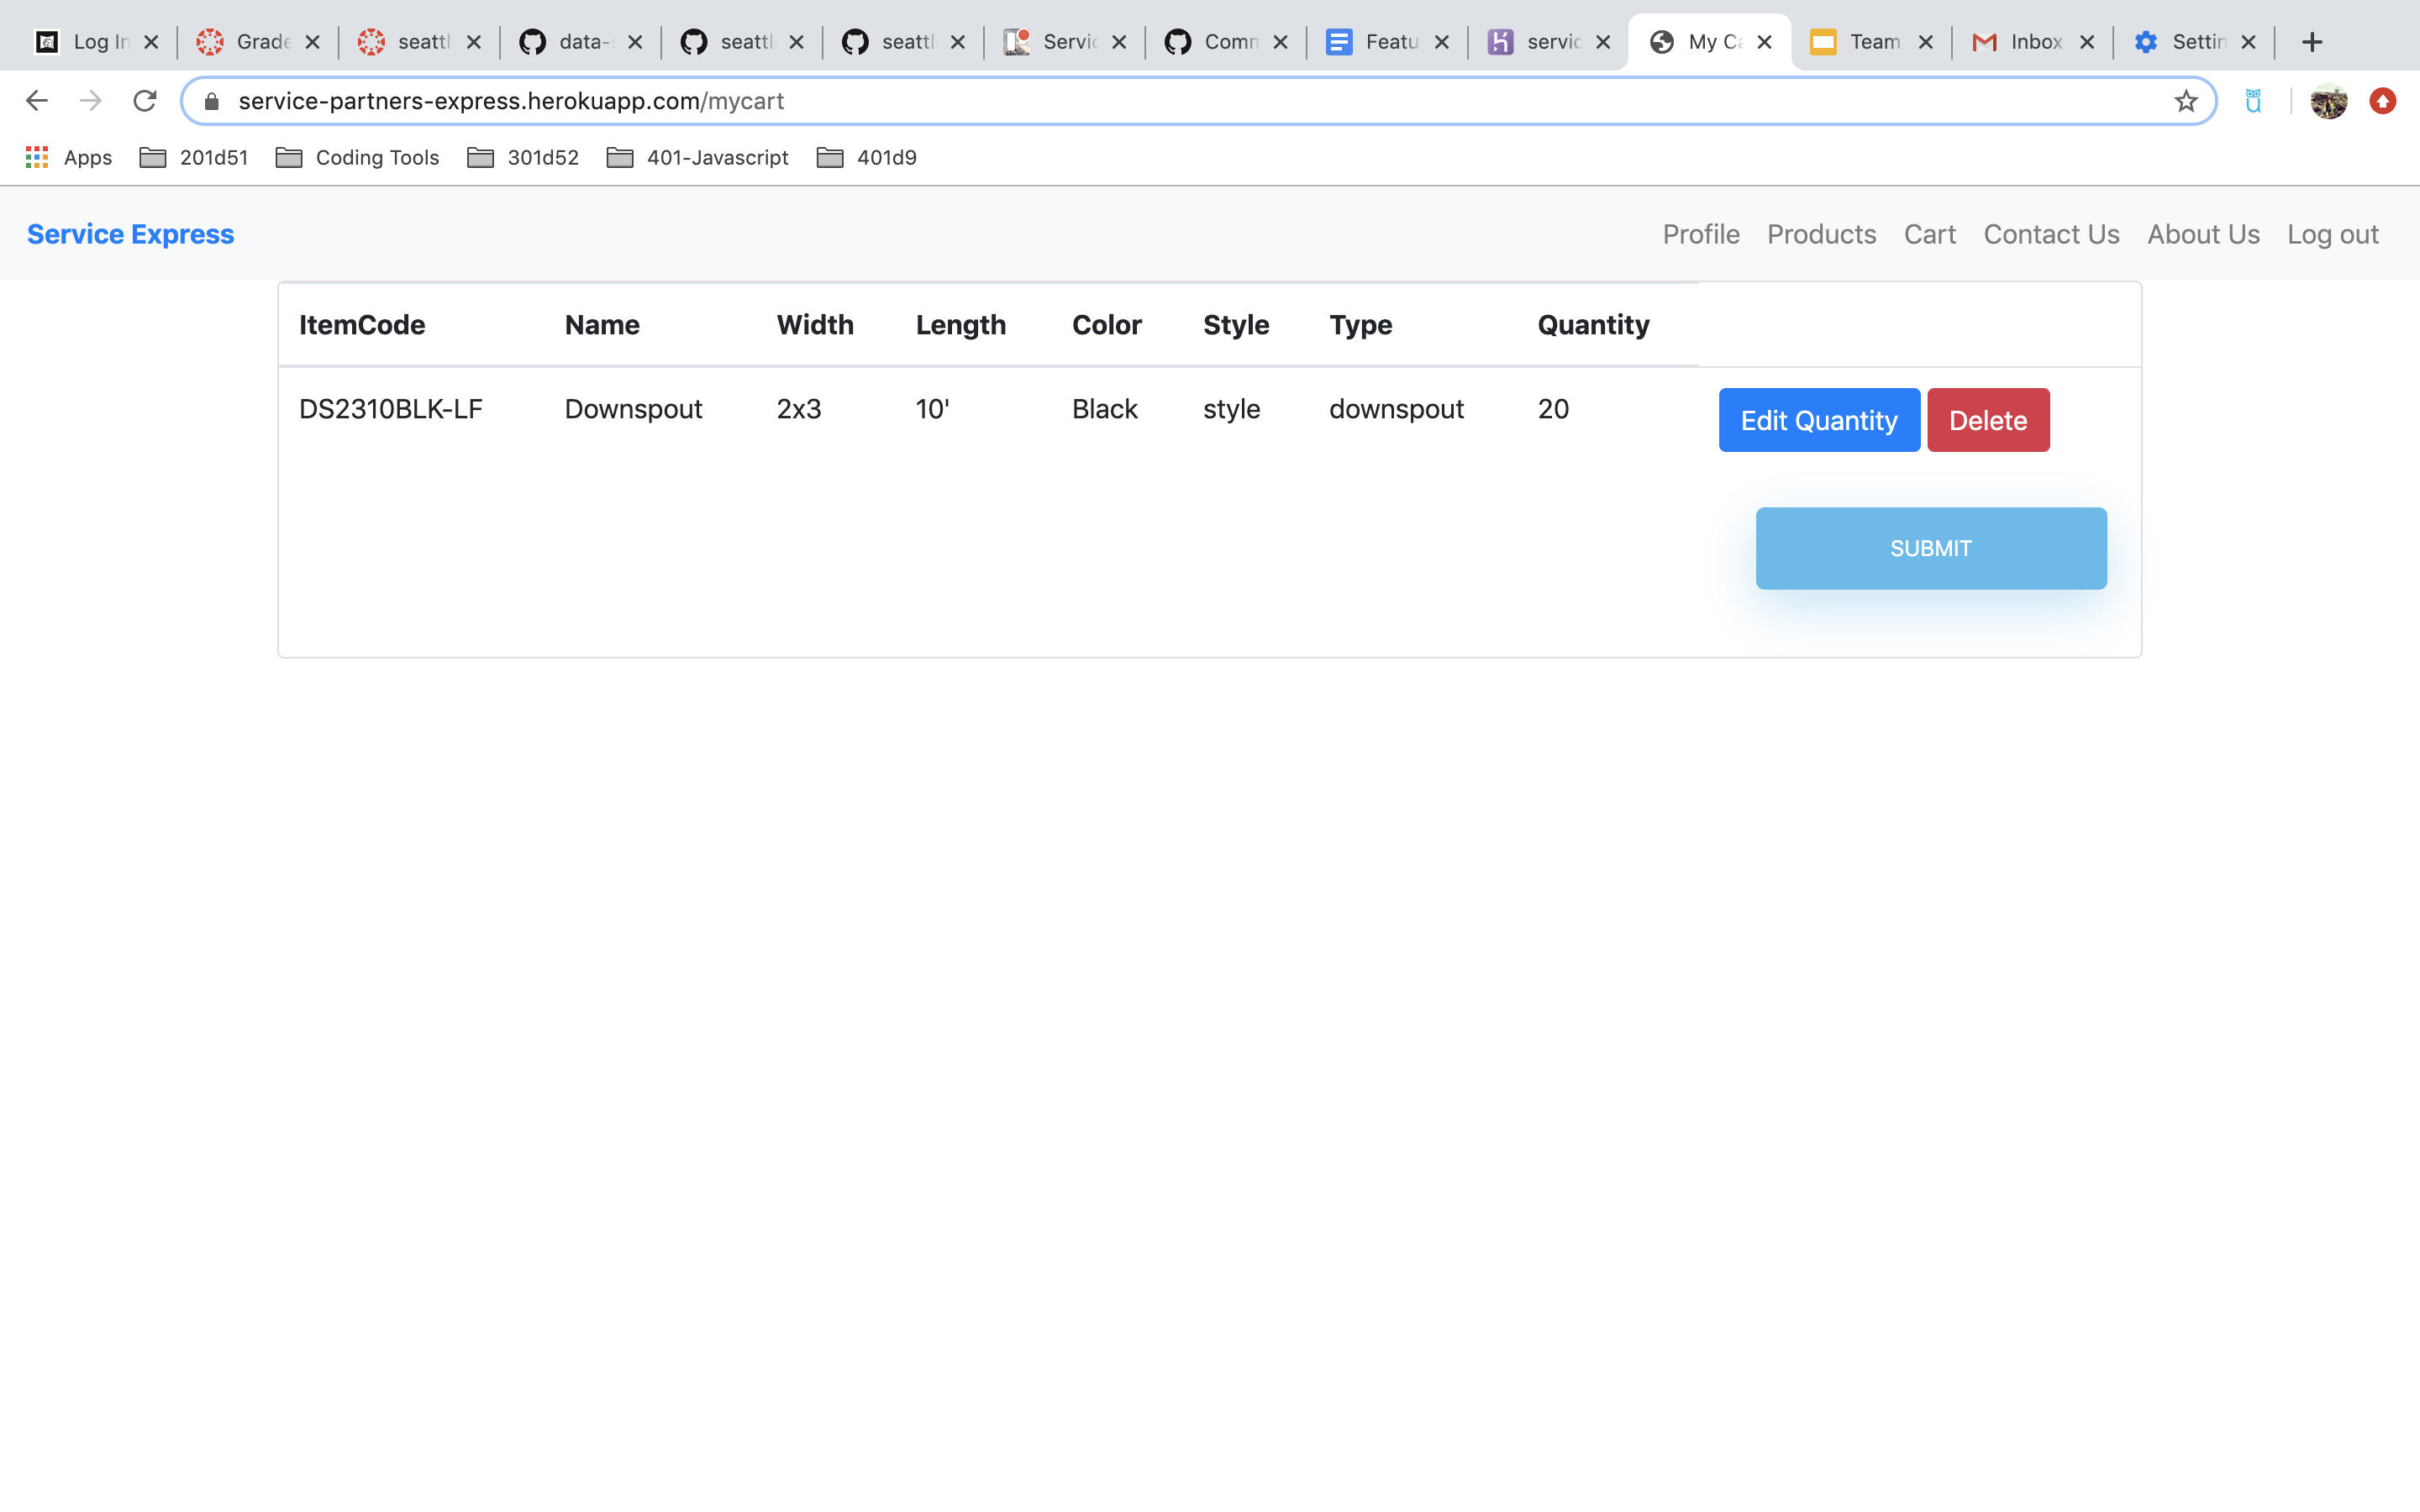 Log In Grade seattl data- seattl seattl Servic Comm Featu servic My Ca Team Inbox Settin
service-partners-express.herokuapp.com/mycart
Apps 201d51 Coding Tools 301d52 401-Javascript 401d9
Service Express Profile Products Cart Contact Us About Us Log out
ItemCode Name Width Length Color Style Type Quantity
DS2310BLK-LF Downspout 2x3 10' Black style downspout 20 Edit Quantity Delete
SUBMIT